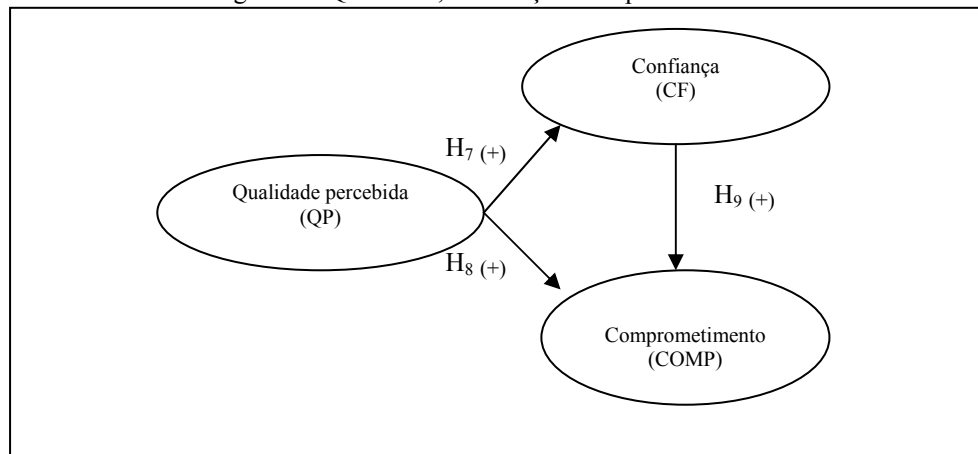 Confiança
(CF)
H7 (+)
Qualidade percebida
(QP)
H9 (+)
H8 (+)
Comprometimento
(COMP)